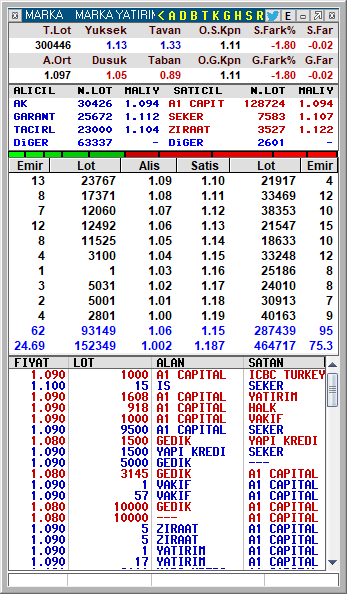 MARKA MARKA YATIRIM <ADBTKGHSR E
T.Lot Yuksek Tavan O.S.Kpn S.Fark% S.Far
300446 1.13 1.33 1.11 -1.80 -0.02
A.Ort Dusuk Taban O.G.Kpn G.Fark% G.Far
1.097 1.05 0.89 1.11 -1.80 -0.02
ALICIL N.LOT MALIY SATICIL N.LOT MALIY
AK 30426 1.094 A1 CAPIT 128724 1.094
GARANT 25672 1.112 SEKER 7583 1.107
TACIRL 23000 1.104 ZIRAAT 3527 1.122
DiGER 63337 - DiGER 2601 -
Emir Lot Alis Satis Lot Emir
13 23767 1.09 1.10 21917 4
8 17371 1.08 1.11 33469 12
7 12060 1.07 1.12 38353 10
12 12492 1.06 1.13 21547 15
8 11525 1.05 1.14 18633 10
4 3100 1.04 1.15 33248 12
1 1 1.03 1.16 25186 8
3 5031 1.02 1.17 24010 8
2 5001 1.01 1.18 30913 7
4 2801 1.00 1.19 40163 9
62 93149 1.06 1.15 287439 95
24.69 152349 1.002 1.187 464717 75.3
FIYAT LOT ALAN SATAN
1.090 1000 A1 CAPITAL ICBC TURKEY
1.100 15 IS SEKER
1.090 1608 A1 CAPITAL YATIRIM
1.090 918 A1 CAPITAL HALK
1.090 1000 A1 CAPITAL VAKIF
1.090 9500 A1 CAPITAL SEKER
1.080 1500 GEDIK YAPI KREDI
1.090 1500 YAPI KREDI SEKER
1.090 5000 GEDIK ---
1.080 3145 GEDIK A1 CAPITAL
1.090 1 VAKIF A1 CAPITAL
1.090 57 VAKIF A1 CAPITAL
1.080 10000 GEDIK A1 CAPITAL
1.080 10000 --- A1 CAPITAL
1.090 5 ZIRAAT A1 CAPITAL
1.090 5 ZIRAAT A1 CAPITAL
1.090 1 YATIRIM A1 CAPITAL
1.090 17 YATIRIM A1 CAPITAL